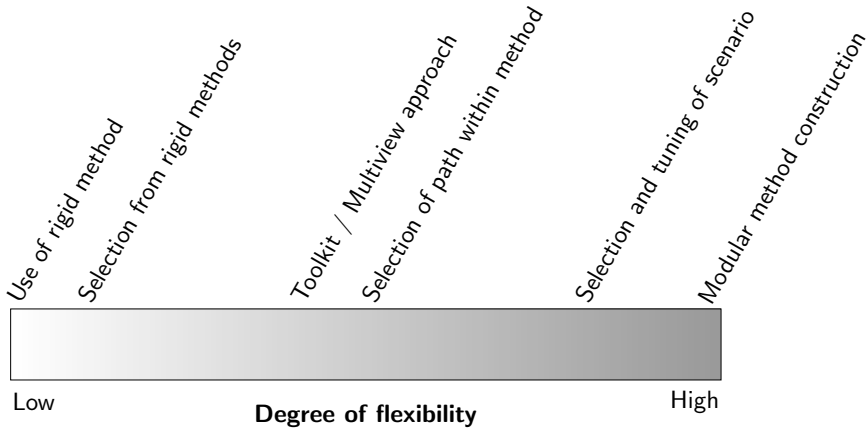 Use of rigid method
Selection from rigid methods
Toolkit / Multiview approach
Selection of path within method
Selection and tuning of scenario
Modular method construction
Low
High
Degree of flexibility